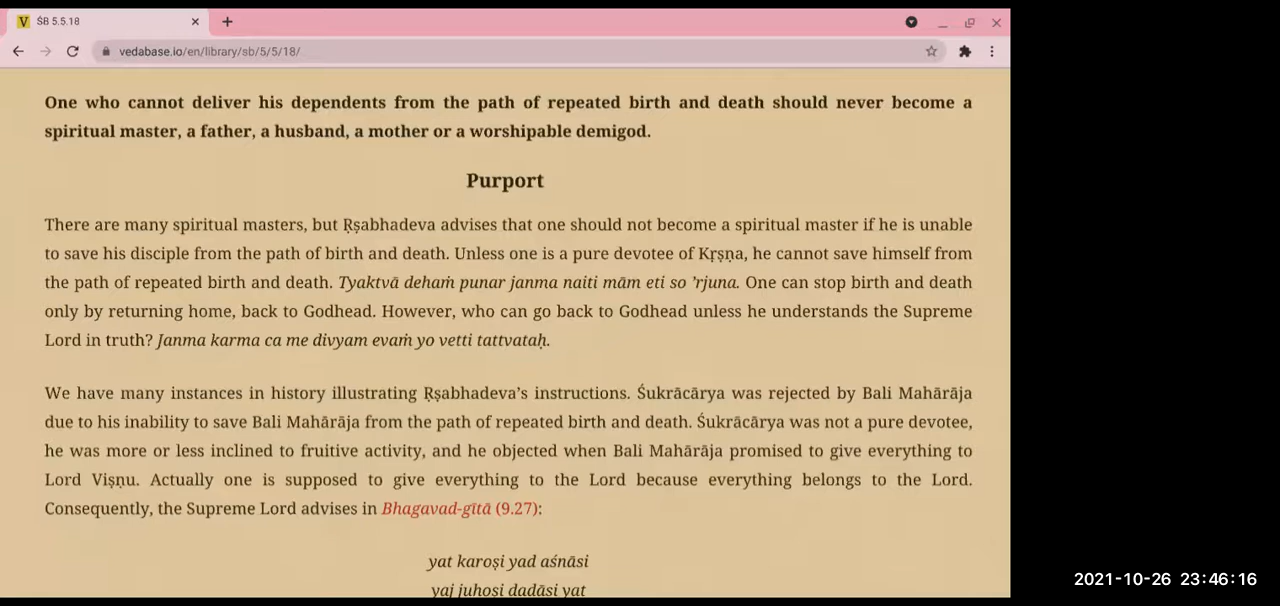 ŚB 5.5.18
vedabase.io/en/library/sb/5/5/18/
One who cannot deliver his dependents from the path of repeated birth and death should never become a
spiritual master, a father, a husband, a mother or a worshipable demigod.
Purport
There are many spiritual masters, but Ṛṣabhadeva advises that one should not become a spiritual master if he is unable
to save his disciple from the path of birth and death. Unless one is a pure devotee of Kṛṣṇa, he cannot save himself from
the path of repeated birth and death. Tyaktvā dehaṁ punar janma naiti mām eti so ’rjuna. One can stop birth and death
only by returning home, back to Godhead. However, who can go back to Godhead unless he understands the Supreme
Lord in truth? Janma karma ca me divyam evaṁ yo vetti tattvataḥ.
We have many instances in history illustrating Ṛṣabhadeva’s instructions. Śukrācārya was rejected by Bali Mahārāja
due to his inability to save Bali Mahārāja from the path of repeated birth and death. Śukrācārya was not a pure devotee,
he was more or less inclined to fruitive activity, and he objected when Bali Mahārāja promised to give everything to
Lord Viṣṇu. Actually one is supposed to give everything to the Lord because everything belongs to the Lord.
Consequently, the Supreme Lord advises in Bhagavad-gītā (9.27):
yat karoṣi yad aśnāsi
yaj juhoṣi dadāsi yat
2021-10-26 23:46:16